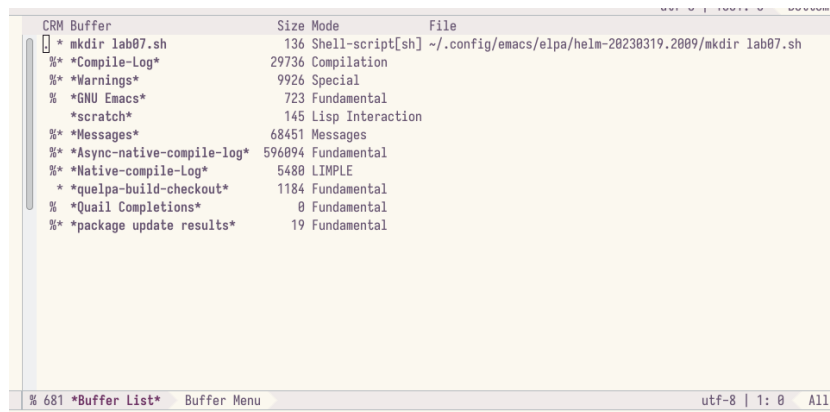 CRM Buffer Size Mode File
. * mkdir lab07.sh 136 Shell-script[sh] ~/.config/emacs/elpa/helm-20230319.2009/mkdir lab07.sh
%* *Compile-Log* 29736 Compilation
%* *Warnings* 9926 Special
% *GNU Emacs* 723 Fundamental
*scratch* 145 Lisp Interaction
%* *Messages* 68451 Messages
%* *Async-native-compile-log* 596094 Fundamental
%* *Native-compile-Log* 5480 LIMPLE
* *quelpa-build-checkout* 1184 Fundamental
% *Quail Completions* 0 Fundamental
%* *package update results* 19 Fundamental
% 681 *Buffer List* Buffer Menu utf-8 | 1: 0 All